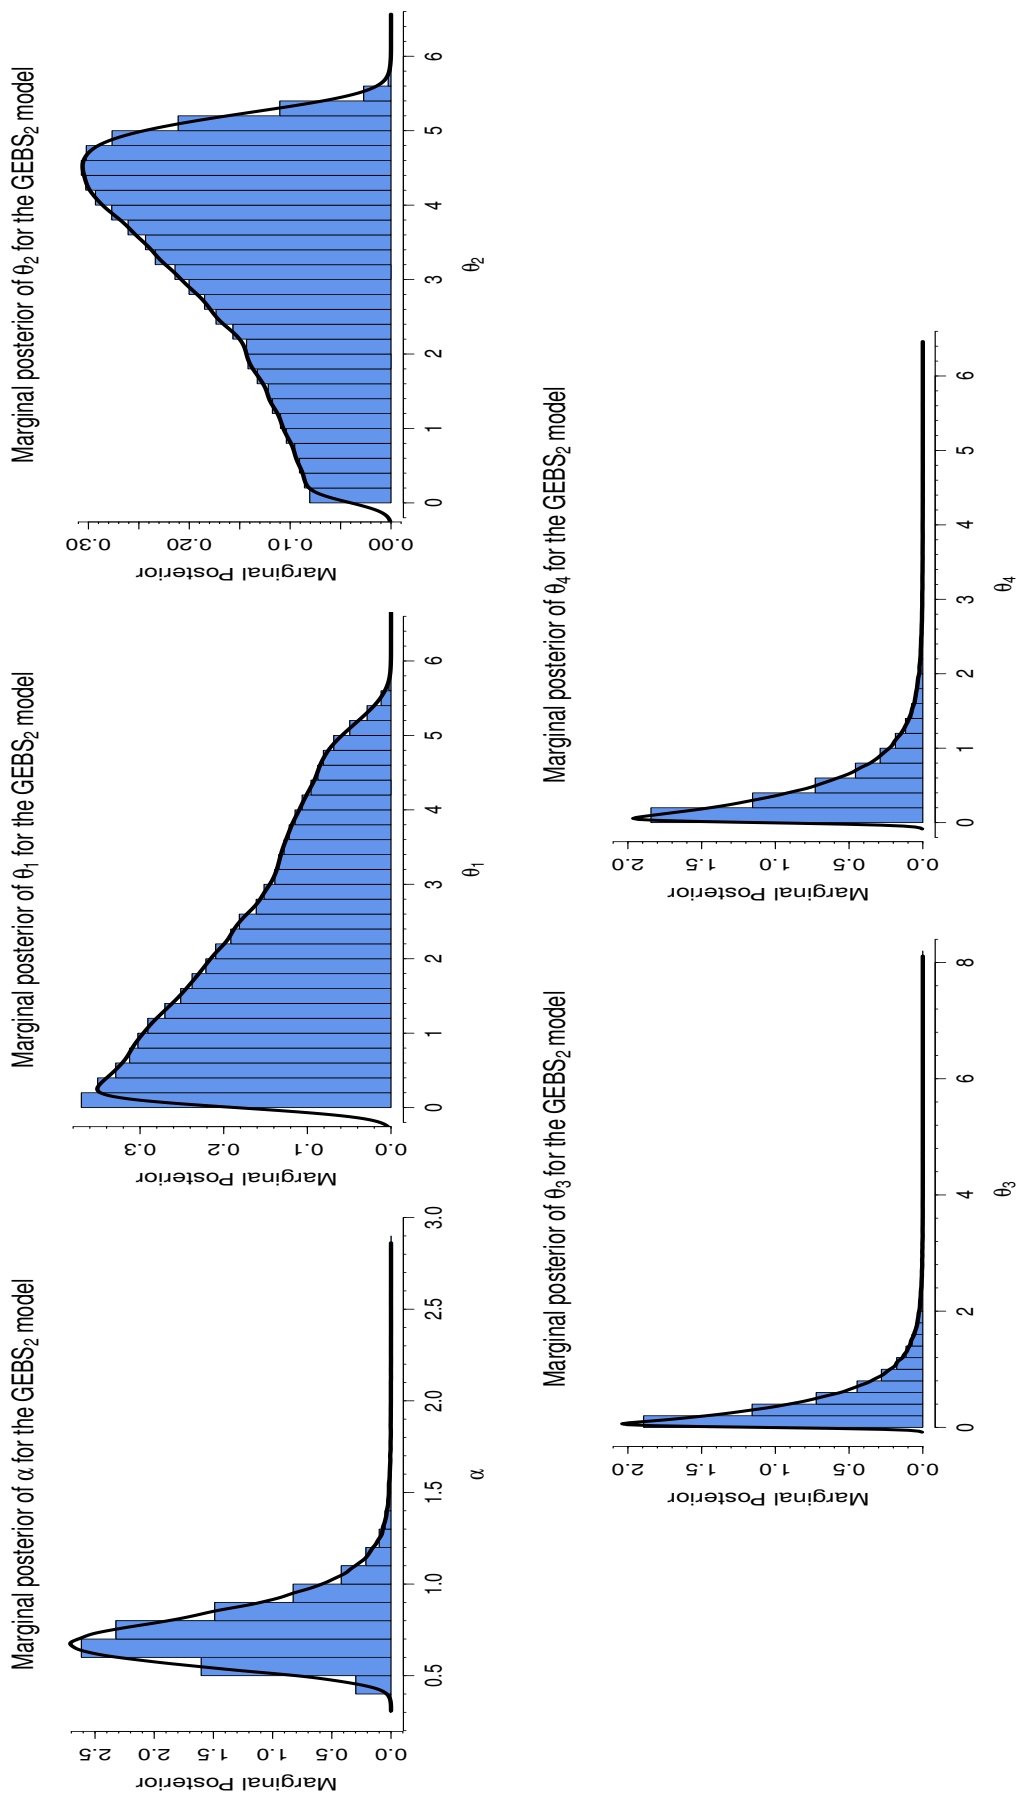 Marginal posterior of α for the GEBS₂ model
Marginal Posterior
0.0 0.5 1.0 1.5 2.0 2.5
0.5 1.0 1.5 2.0 2.5 3.0
α
Marginal posterior of θ₁ for the GEBS₂ model
Marginal Posterior
0.0 0.1 0.2 0.3
0 1 2 3 4 5 6
θ₁
Marginal posterior of θ₂ for the GEBS₂ model
Marginal Posterior
0.00 0.10 0.20 0.30
0 1 2 3 4 5 6
θ₂
Marginal posterior of θ₃ for the GEBS₂ model
Marginal Posterior
0.0 0.5 1.0 1.5 2.0
0 2 4 6 8
θ₃
Marginal posterior of θ₄ for the GEBS₂ model
Marginal Posterior
0.0 0.5 1.0 1.5 2.0
0 1 2 3 4 5 6
θ₄